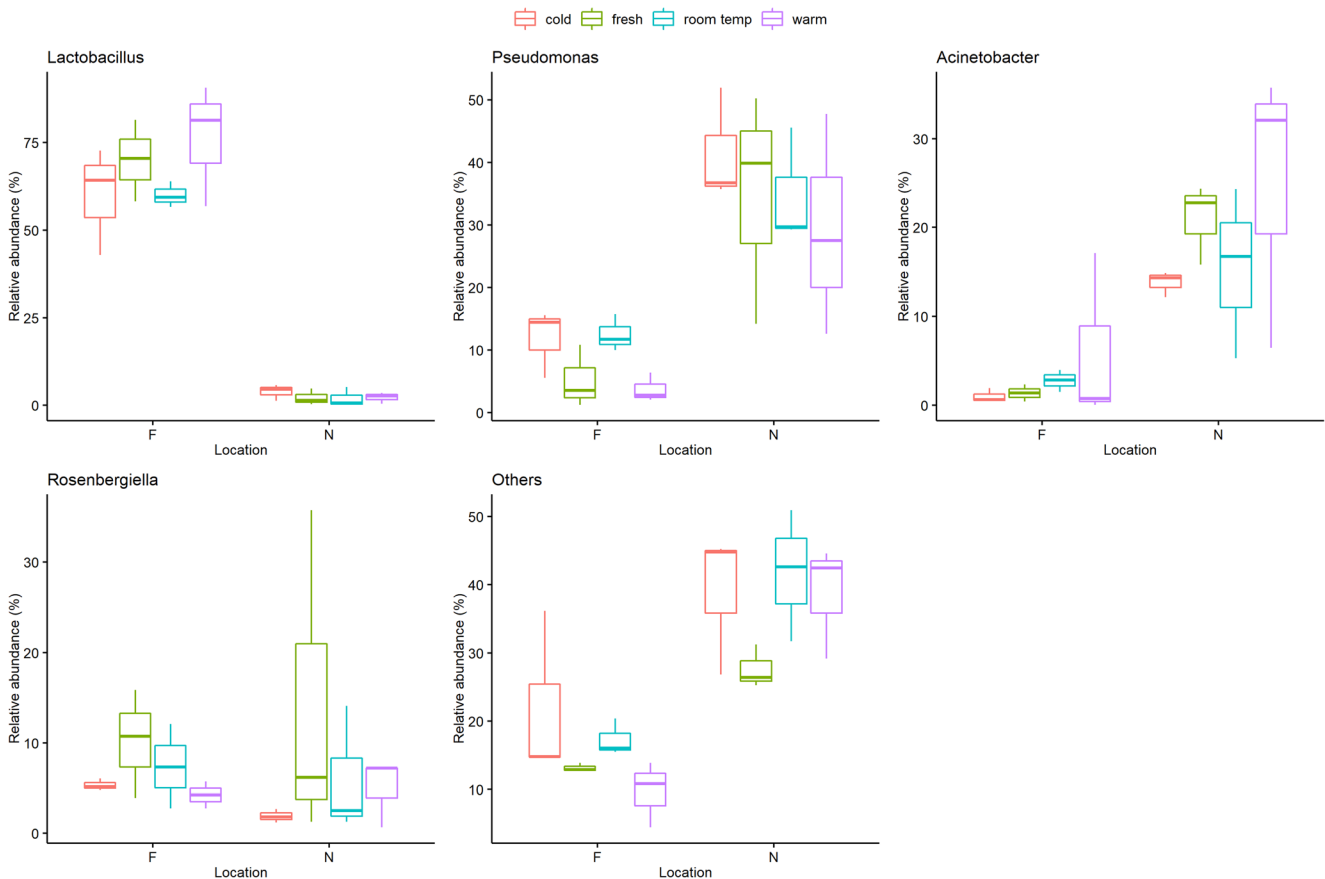 cold fresh room temp warm
Lactobacillus
Relative abundance (%)
75
50
25
0
F N
Location
Pseudomonas
Relative abundance (%)
50
40
30
20
10
0
F N
Location
Acinetobacter
Relative abundance (%)
30
20
10
0
F N
Location
Rosenbergiella
Relative abundance (%)
30
20
10
0
F N
Location
Others
Relative abundance (%)
50
40
30
20
10
F N
Location